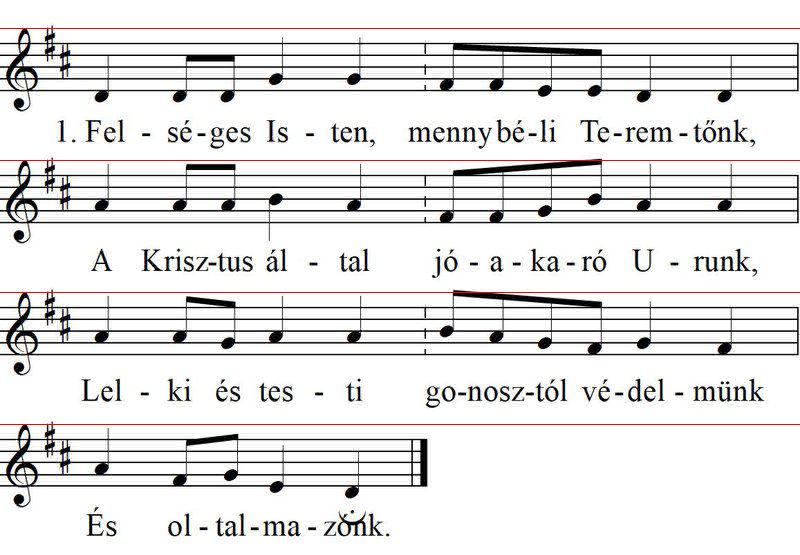 1. Fel - sé - ges Is - ten, menny bé - li Te - rem - tőnk,
A Krisz - tus ál - tal jó - a - ka - ró U - runk,
Lel - ki és tes - ti go - nosz - tól vé - del - münk
És ol - tal - ma - zónk.